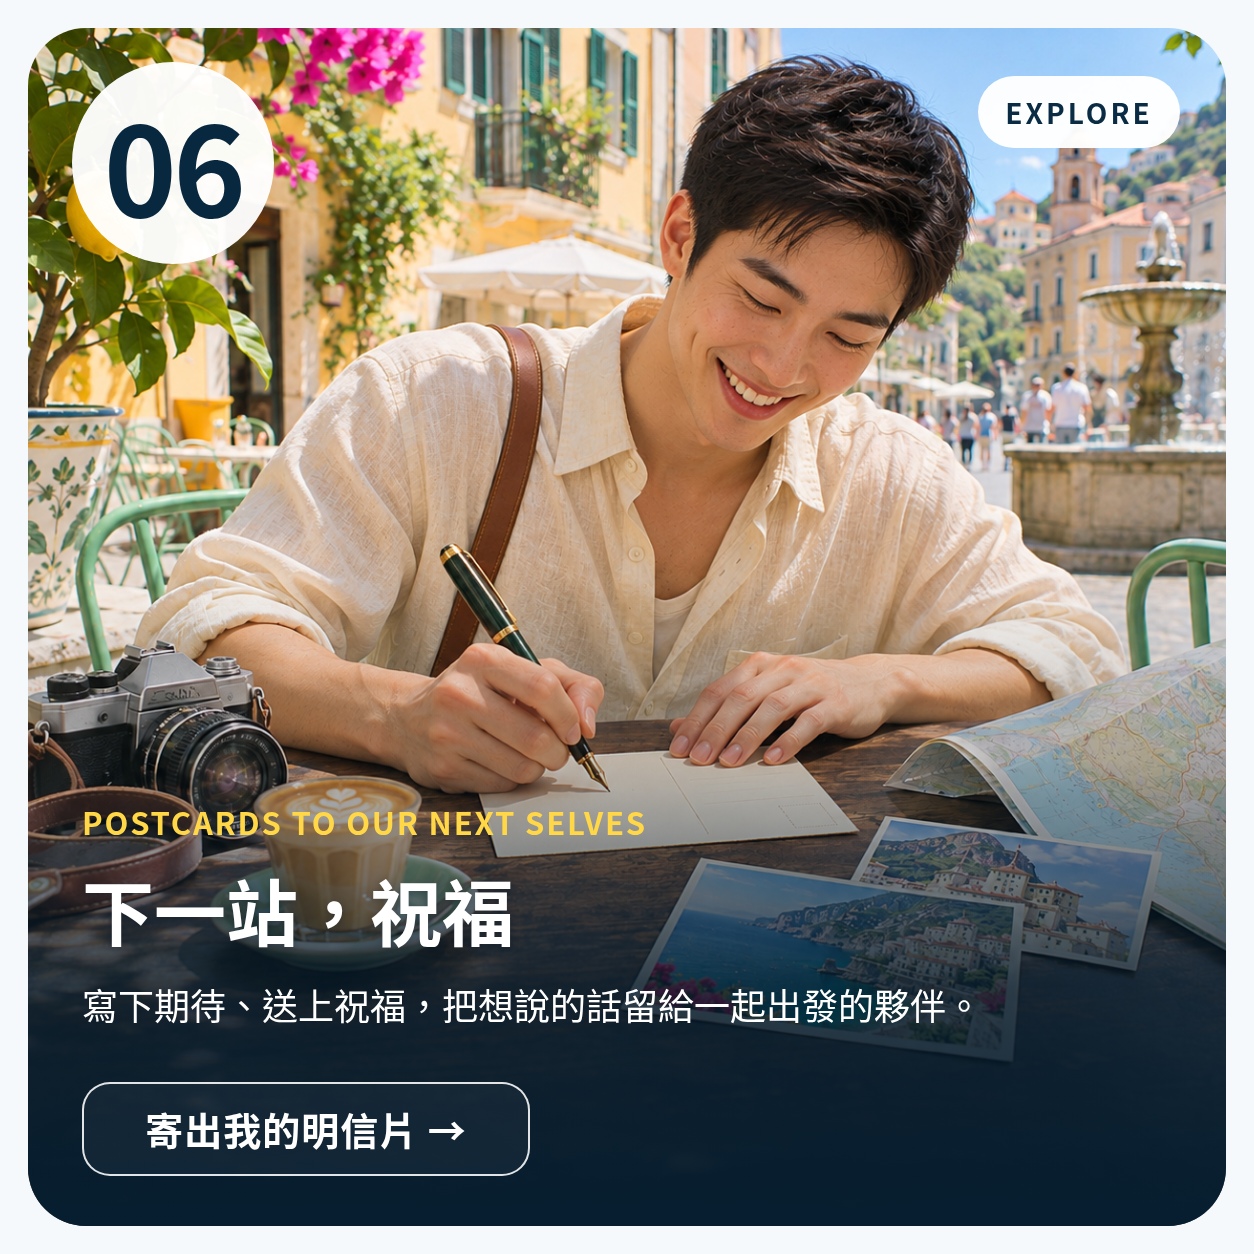 06
EXPLORE
POSTCARDS TO OUR NEXT SELVES
下一站，祝福
寫下期待、送上祝福，把想說的話留給一起出發的夥伴。
寄出我的明信片 →